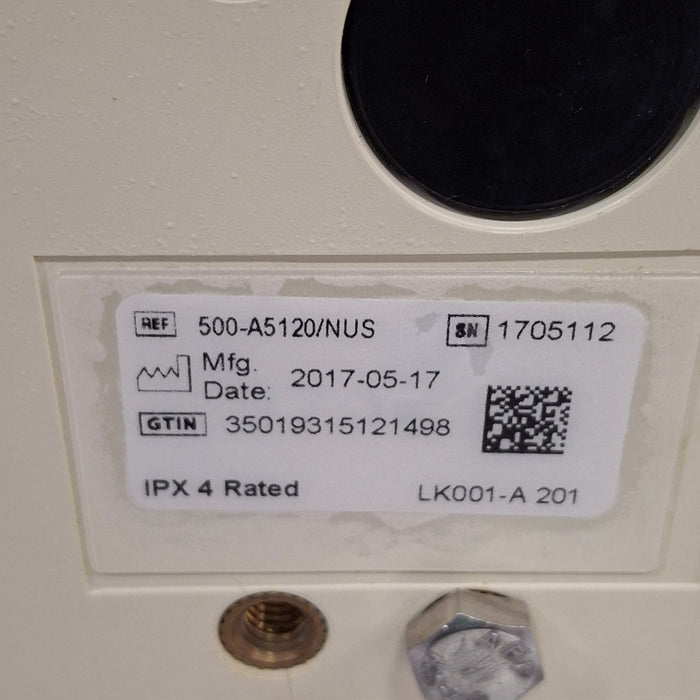 REF 500-A5120/NUS SN 1705112
Mfg.
Date: 2017-05-17
GTIN 35019315121498
IPX 4 Rated LK001-A 201